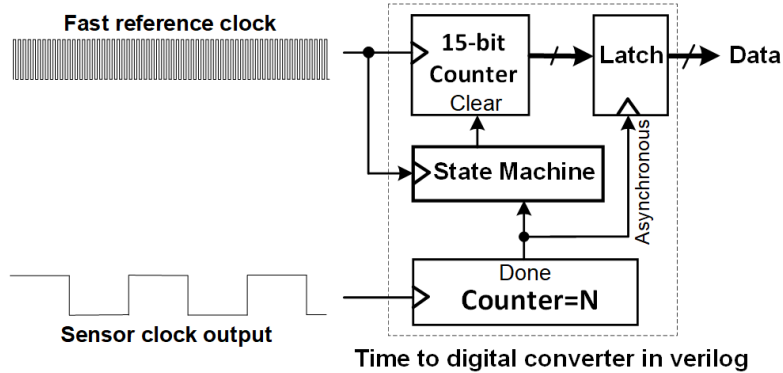 Fast reference clock
15-bit
Counter
Clear
Latch
Data
State Machine
Asynchronous
Done
Counter=N
Sensor clock output
Time to digital converter in verilog